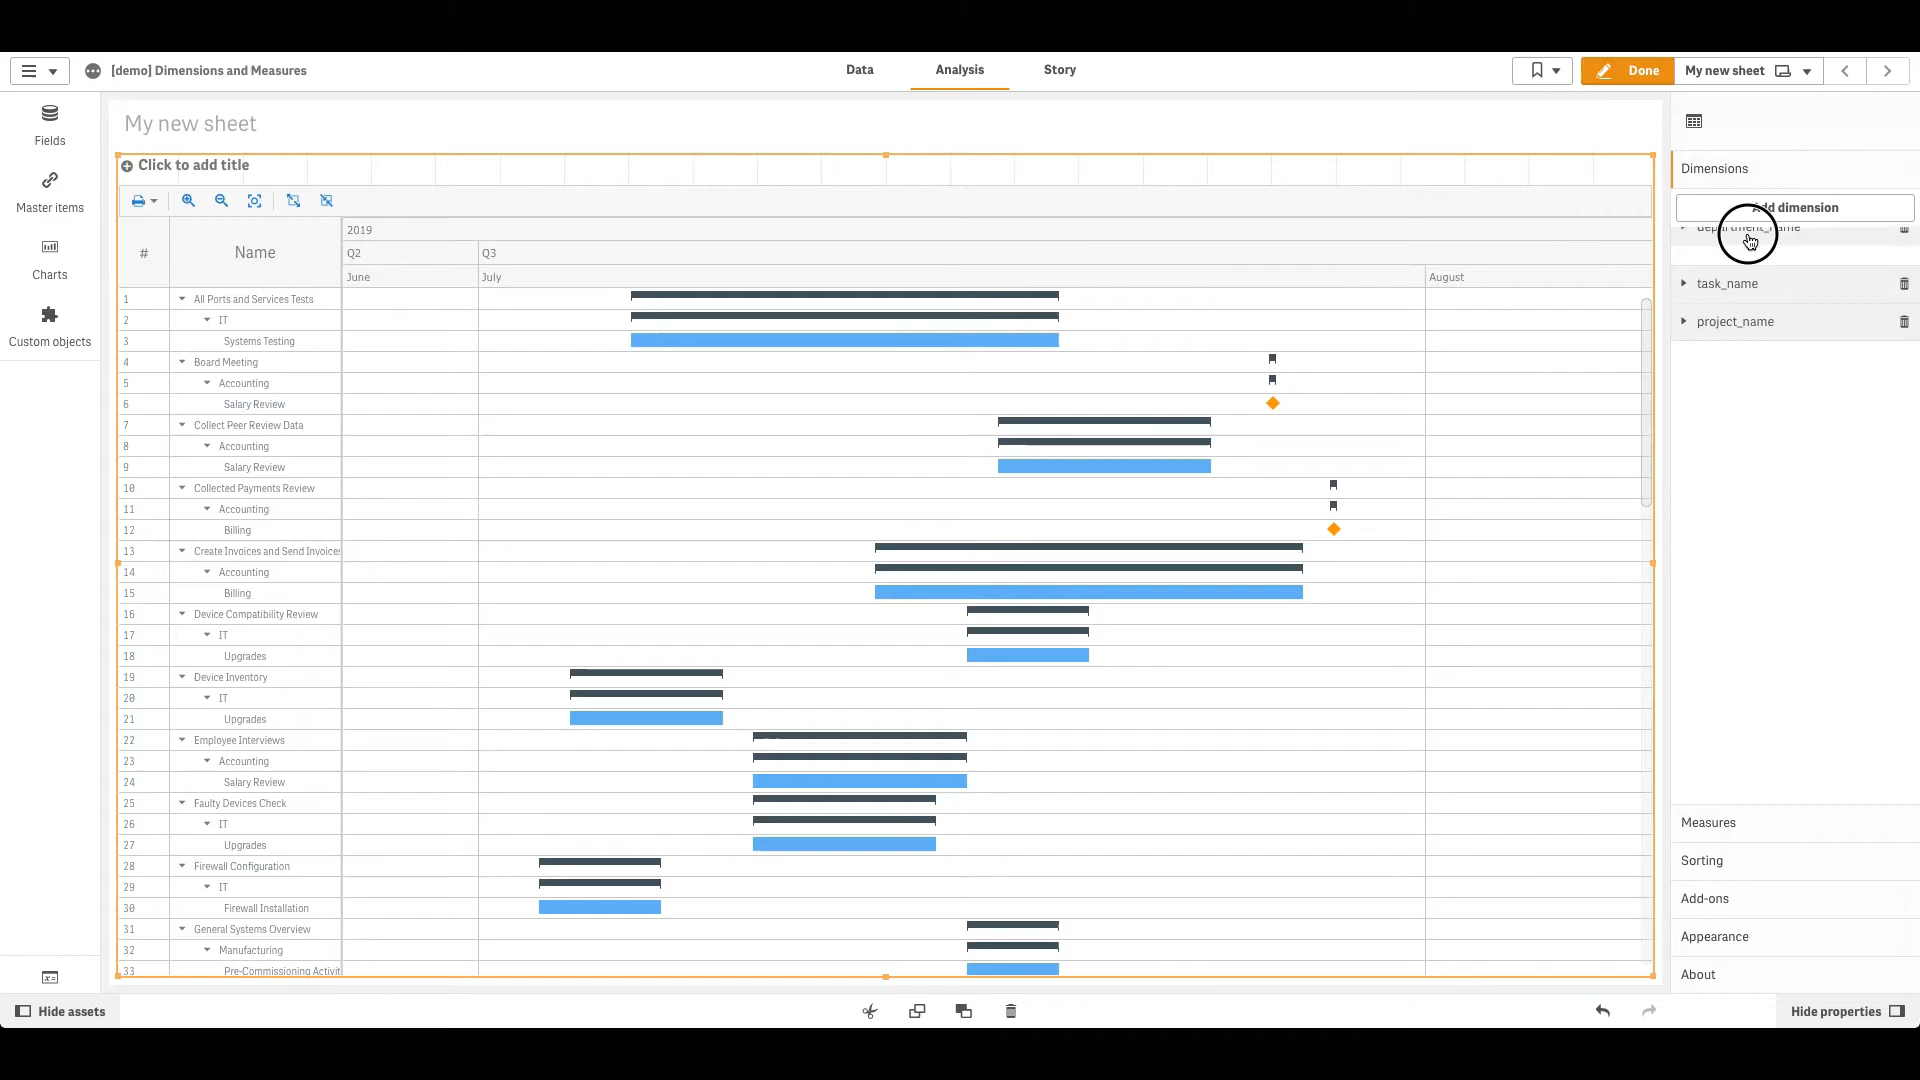 [demo] Dimensions and Measures
Data
Analysis
Story
Done
My new sheet
Fields
Master items
Charts
Custom objects
My new sheet
Click to add title
# Name
2019
Q2 Q3
June July August
1 All Ports and Services Tests
2 IT
3 Systems Testing
4 Board Meeting
5 Accounting
6 Salary Review
7 Collect Peer Review Data
8 Accounting
9 Salary Review
10 Collected Payments Review
11 Accounting
12 Billing
13 Create Invoices and Send Invoices
14 Accounting
15 Billing
16 Device Compatibility Review
17 IT
18 Upgrades
19 Device Inventory
20 IT
21 Upgrades
22 Employee Interviews
23 Accounting
24 Salary Review
25 Faulty Devices Check
26 IT
27 Upgrades
28 Firewall Configuration
29 IT
30 Firewall Installation
31 General Systems Overview
32 Manufacturing
33 Pre-Commissioning Activit
Dimensions
Add dimension
department_name
task_name
project_name
Measures
Sorting
Add-ons
Appearance
About
Hide assets
Hide properties